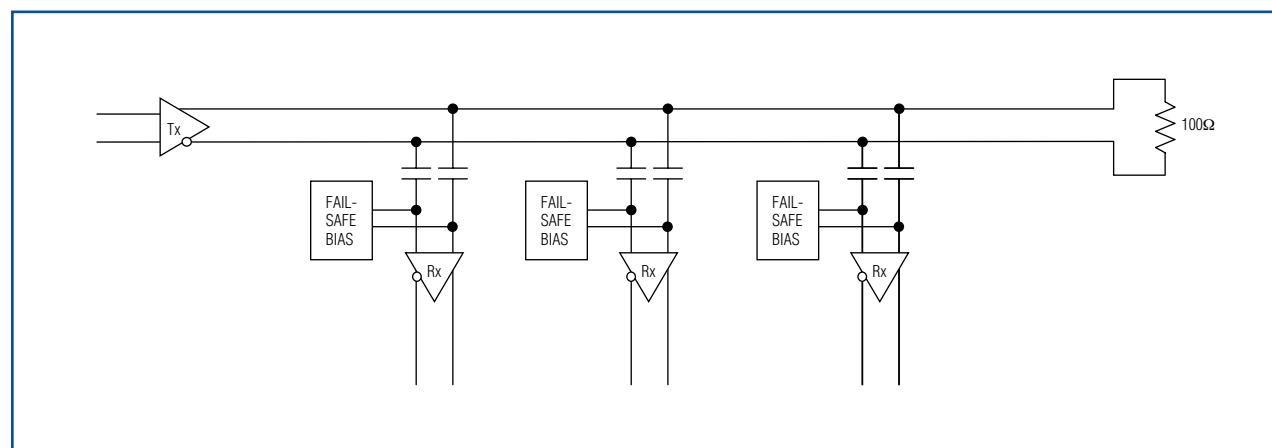 Tx
100Ω
FAIL-
SAFE
BIAS
FAIL-
SAFE
BIAS
FAIL-
SAFE
BIAS
Rx
Rx
Rx